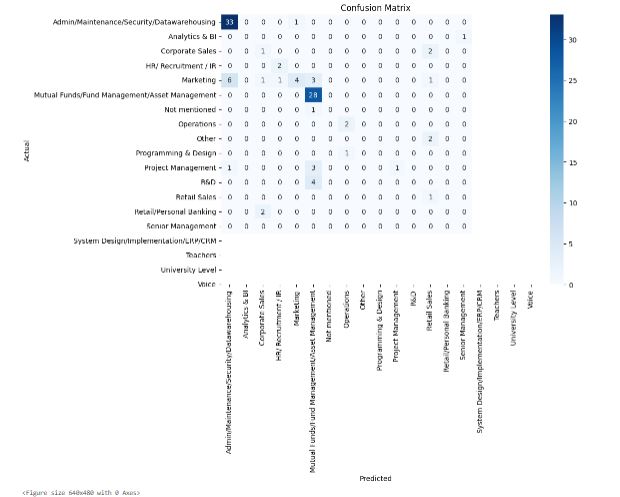 Confusion Matrix
Admin/Maintenance/Security/Datawarehousing 33 0 0 0 1 0 0 0 0 0 0 0 0 0 0
Analytics & BI 0 0 0 0 0 0 0 0 0 0 0 0 0 0 1
Corporate Sales 0 0 1 0 0 0 0 0 0 0 0 0 2 0 0
HR/ Recruitment / IR 0 0 0 2 0 0 0 0 0 0 0 0 0 0 0
Marketing 6 0 1 1 4 3 0 0 0 0 0 0 1 0 0
Mutual Funds/Fund Management/Asset Management 0 0 0 0 0 28 0 0 0 0 0 0 0 0 0
Not mentioned 0 0 0 0 0 1 0 0 0 0 0 0 0 0 0
Operations 0 0 0 0 0 0 0 2 0 0 0 0 0 0 0
Other 0 0 0 0 0 0 0 0 0 0 0 0 2 0 0
Programming & Design 0 0 0 0 0 0 0 1 0 0 0 0 0 0 0
Project Management 1 0 0 0 0 3 0 0 0 0 1 0 0 0 0
R&D 0 0 0 0 0 4 0 0 0 0 0 0 0 0 0
Retail Sales 0 0 0 0 0 0 0 0 0 0 0 0 1 0 0
Retail/Personal Banking 0 0 2 0 0 0 0 0 0 0 0 0 0 0 0
Senior Management 0 0 0 0 0 0 0 0 0 0 0 0 0 0 0
System Design/Implementation/ERP/CRM
Teachers
University Level
Voice
Actual
30
25
20
15
10
5
0
Admin/Maintenance/Security/Datawarehousing
Analytics & BI
Corporate Sales
HR/ Recruitment / IR
Marketing
Mutual Funds/Fund Management/Asset Management
Not mentioned
Operations
Other
Programming & Design
Project Management
R&D
Retail Sales
Retail/Personal Banking
Senior Management
System Design/Implementation/ERP/CRM
Teachers
University Level
Voice
Predicted
<Figure size 640x480 with 0 Axes>